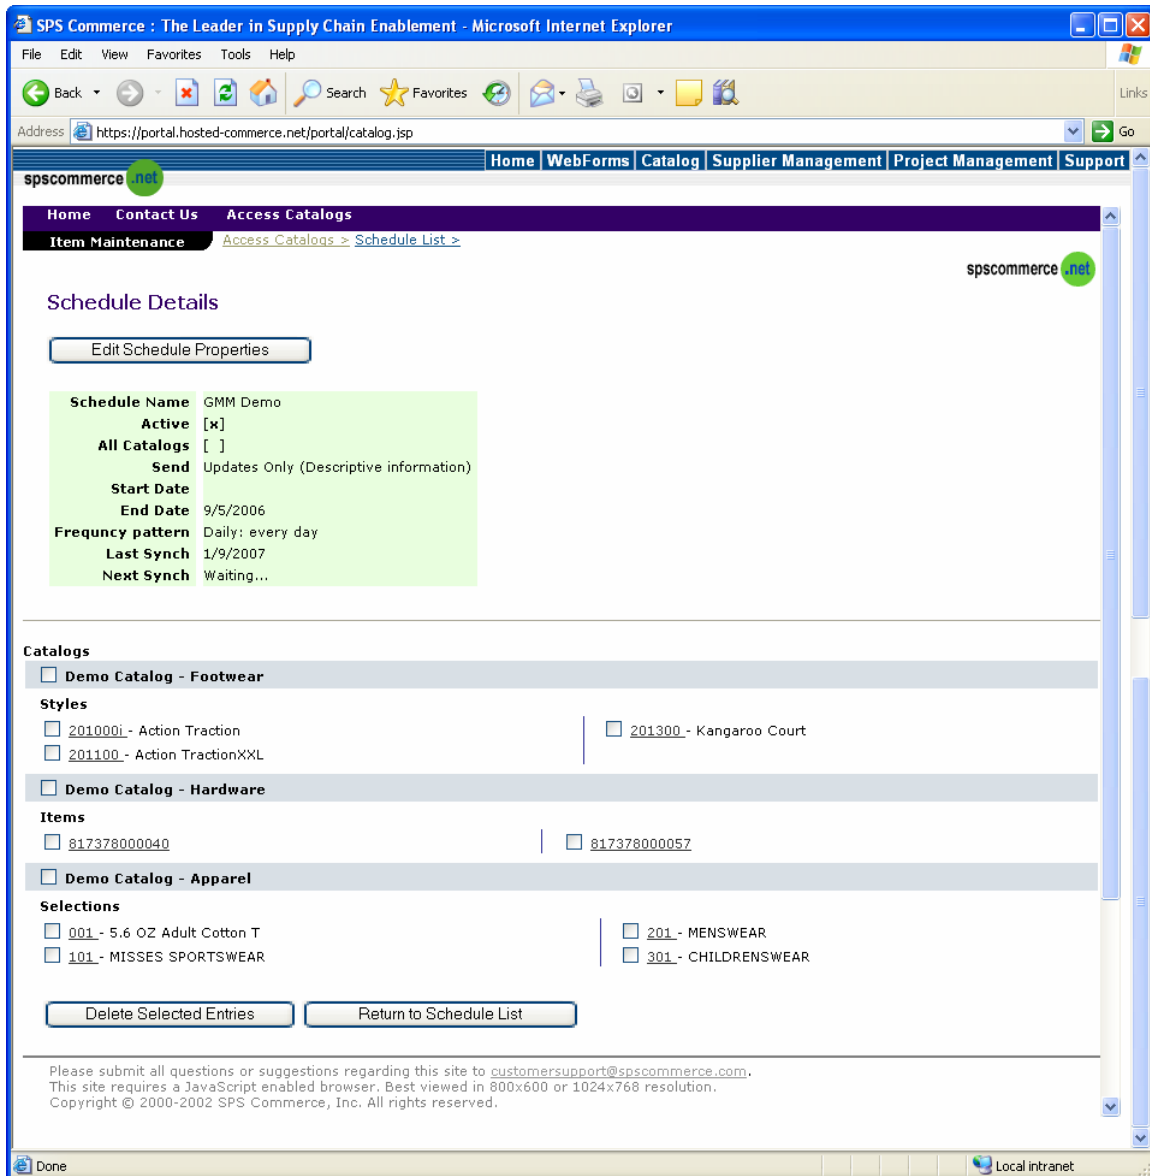 SPS Commerce : The Leader in Supply Chain Enablement - Microsoft Internet Explorer
File Edit View Favorites Tools Help
Back Search Favorites Links
Address https://portal.hosted-commerce.net/portal/catalog.jsp Go
Home WebForms Catalog Supplier Management Project Management Support
spscommerce .net
Home Contact Us Access Catalogs
Item Maintenance Access Catalogs > Schedule List >
spscommerce .net
Schedule Details
Edit Schedule Properties
Schedule Name GMM Demo
Active [x]
All Catalogs [ ]
Send Updates Only (Descriptive information)
Start Date
End Date 9/5/2006
Frequncy pattern Daily: every day
Last Synch 1/9/2007
Next Synch Waiting...
Catalogs
Demo Catalog - Footwear
Styles
201000i - Action Traction 201300 - Kangaroo Court
201100 - Action TractionXXL
Demo Catalog - Hardware
Items
817378000040 817378000057
Demo Catalog - Apparel
Selections
001 - 5.6 OZ Adult Cotton T 201 - MENSWEAR
101 - MISSES SPORTSWEAR 301 - CHILDRENSWEAR
Delete Selected Entries Return to Schedule List
Please submit all questions or suggestions regarding this site to customersupport@spscommerce.com.
This site requires a JavaScript enabled browser. Best viewed in 800x600 or 1024x768 resolution.
Copyright © 2000-2002 SPS Commerce, Inc. All rights reserved.
Done Local intranet